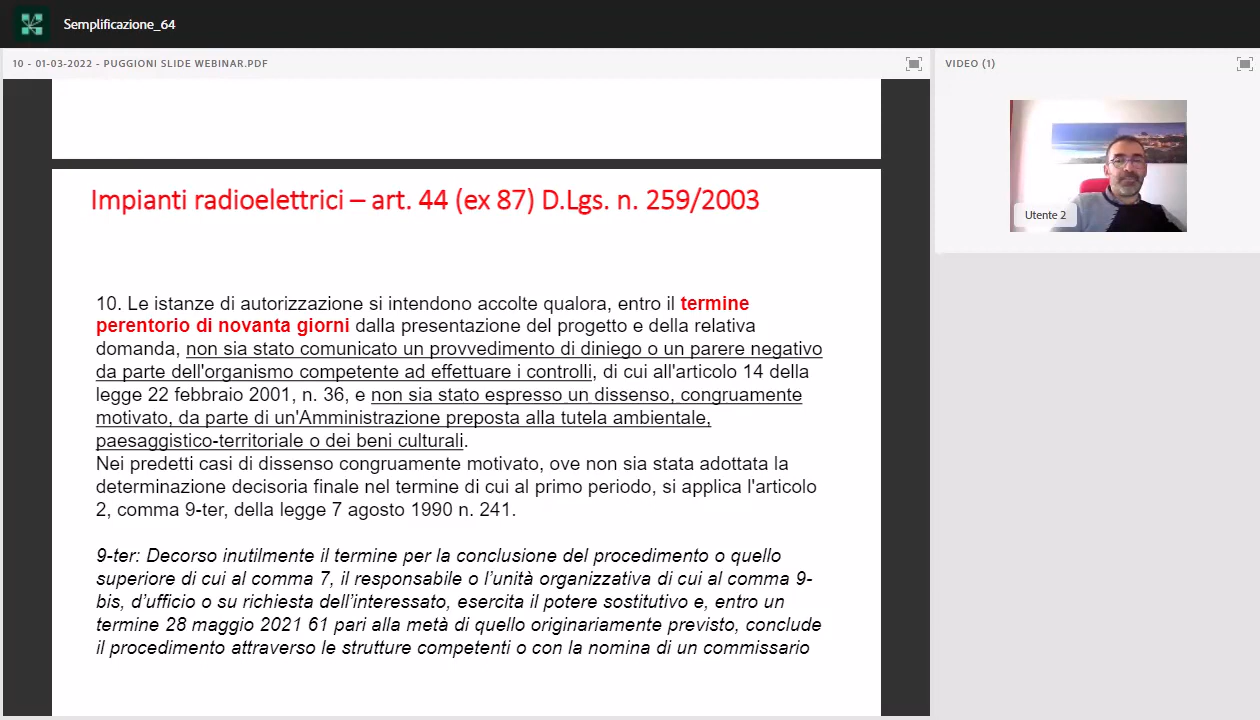 Semplificazione_64
10 - 01-03-2022 - PUGGIONI SLIDE WEBINAR.PDF
VIDEO (1)
Utente 2
Impianti radioelettrici – art. 44 (ex 87) D.Lgs. n. 259/2003
10. Le istanze di autorizzazione si intendono accolte qualora, entro il termine
perentorio di novanta giorni dalla presentazione del progetto e della relativa
domanda, non sia stato comunicato un provvedimento di diniego o un parere negativo
da parte dell'organismo competente ad effettuare i controlli, di cui all'articolo 14 della
legge 22 febbraio 2001, n. 36, e non sia stato espresso un dissenso, congruamente
motivato, da parte di un'Amministrazione preposta alla tutela ambientale,
paesaggistico-territoriale o dei beni culturali.
Nei predetti casi di dissenso congruamente motivato, ove non sia stata adottata la
determinazione decisoria finale nel termine di cui al primo periodo, si applica l'articolo
2, comma 9-ter, della legge 7 agosto 1990 n. 241.
9-ter: Decorso inutilmente il termine per la conclusione del procedimento o quello
superiore di cui al comma 7, il responsabile o l’unità organizzativa di cui al comma 9-
bis, d’ufficio o su richiesta dell’interessato, esercita il potere sostitutivo e, entro un
termine 28 maggio 2021 61 pari alla metà di quello originariamente previsto, conclude
il procedimento attraverso le strutture competenti o con la nomina di un commissario